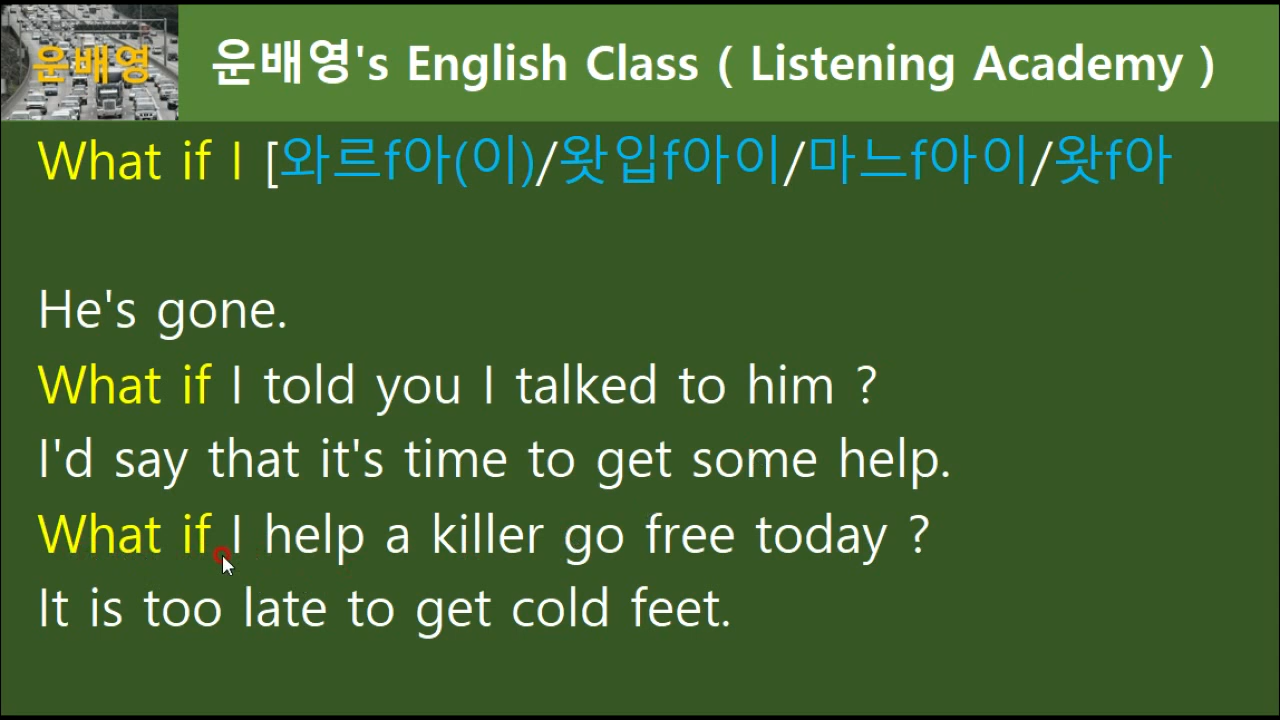 운배영
운배영's English Class ( Listening Academy )
What if I [와르f아(이)/왓입f아이/마느f아이/왓f아
He's gone.
What if I told you I talked to him ?
I'd say that it's time to get some help.
What if I help a killer go free today ?
It is too late to get cold feet.